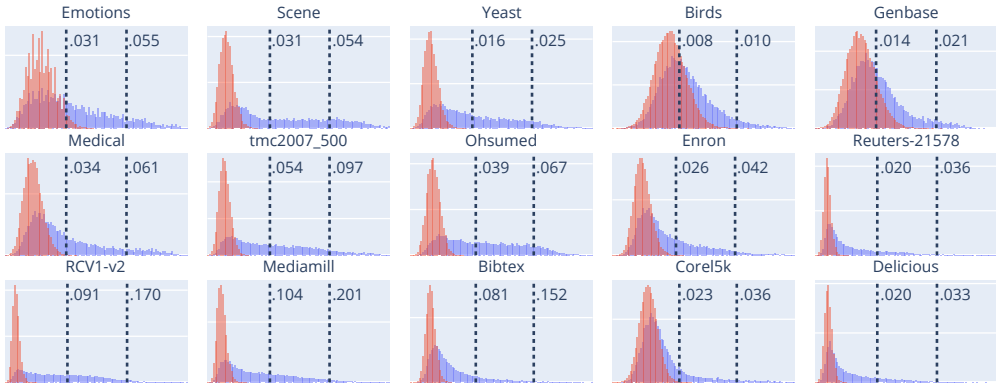 Emotions Scene Yeast Birds Genbase
.031 .055 .031 .054 .016 .025 .008 .010 .014 .021
Medical tmc2007_500 Ohsumed Enron Reuters-21578
.034 .061 .054 .097 .039 .067 .026 .042 .020 .036
RCV1-v2 Mediamill Bibtex Corel5k Delicious
.091 .170 .104 .201 .081 .152 .023 .036 .020 .033